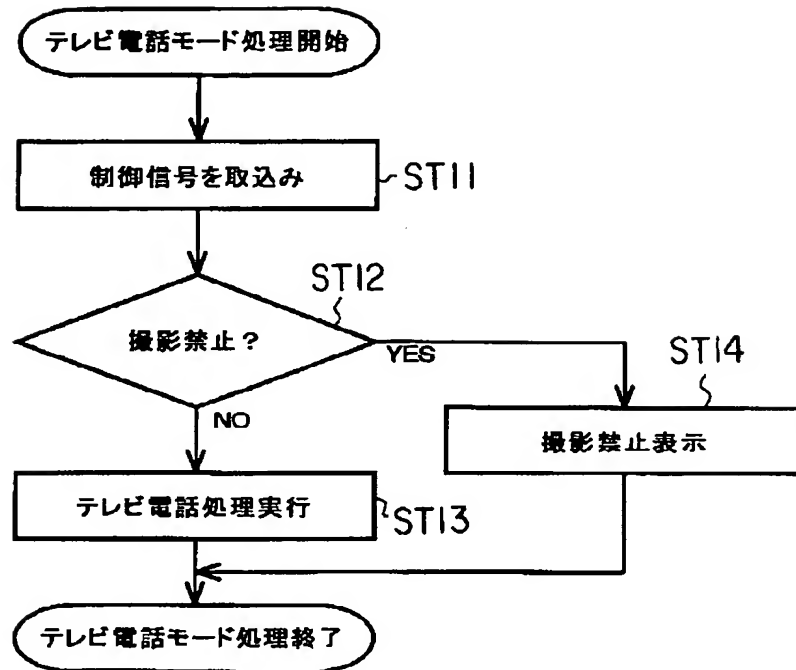 テレビ電話モード処理開始
制御信号を取込み
ST11
ST12
撮影禁止？
YES
NO
ST14
撮影禁止表示
テレビ電話処理実行
ST13
テレビ電話モード処理終了